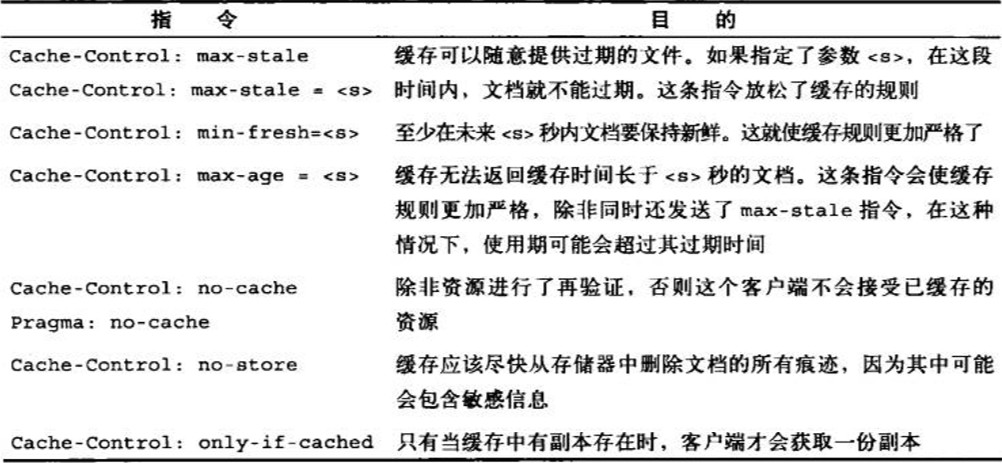 指 令 目 的
Cache-Control: max-stale 缓存可以随意提供过期的文件。如果指定了参数 <s>，在这段
Cache-Control: max-stale = <s> 时间内，文档就不能过期。这条指令放松了缓存的规则
Cache-Control: min-fresh=<s> 至少在未来 <s> 秒内文档要保持新鲜。这就使缓存规则更加严格了
Cache-Control: max-age = <s> 缓存无法返回缓存时间长于 <s> 秒的文档。这条指令会使缓存
规则更加严格，除非同时还发送了 max-stale 指令，在这种
情况下，使用期可能会超过其过期时间
Cache-Control: no-cache 除非资源进行了再验证，否则这个客户端不会接受已缓存的
Pragma: no-cache 资源
Cache-Control: no-store 缓存应该尽快从存储器中删除文档的所有痕迹，因为其中可能
会包含敏感信息
Cache-Control: only-if-cached 只有当缓存中有副本存在时，客户端才会获取一份副本